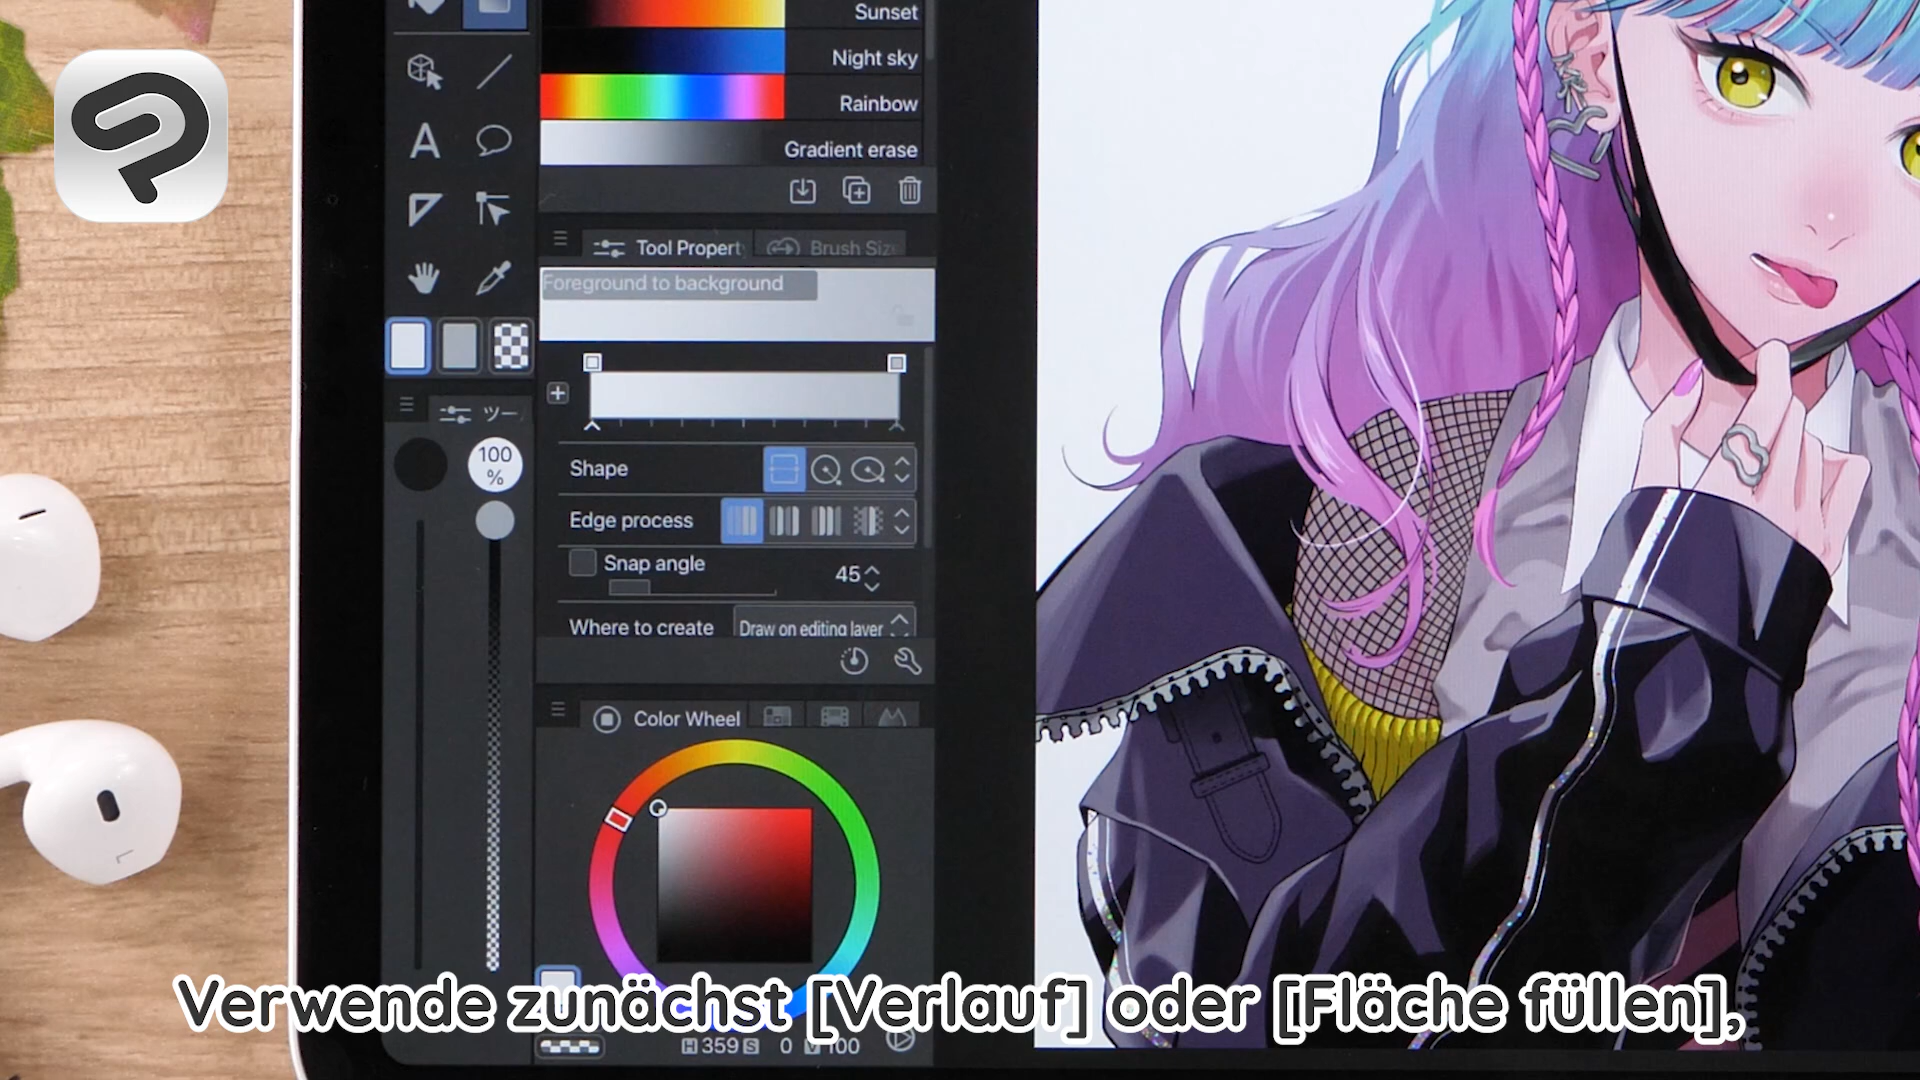 Sunset
Night sky
Rainbow
Gradient erase
Tool Propert
Brush Siz
Foreground to background
ツー
100
%
Shape
Edge process
Snap angle
45
Where to create
Draw on editing layer
Color Wheel
H 359 S 0 V 100
Verwende zunächst [Verlauf] oder [Fläche füllen],